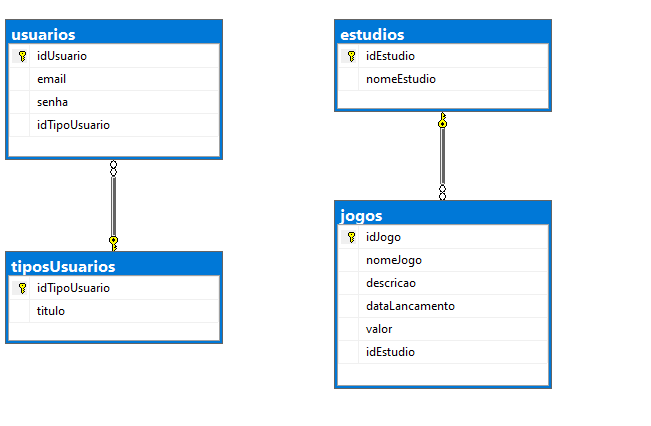 usuarios
idUsuario
email
senha
idTipoUsuario
tiposUsuarios
idTipoUsuario
titulo
estudios
idEstudio
nomeEstudio
jogos
idJogo
nomeJogo
descricao
dataLancamento
valor
idEstudio